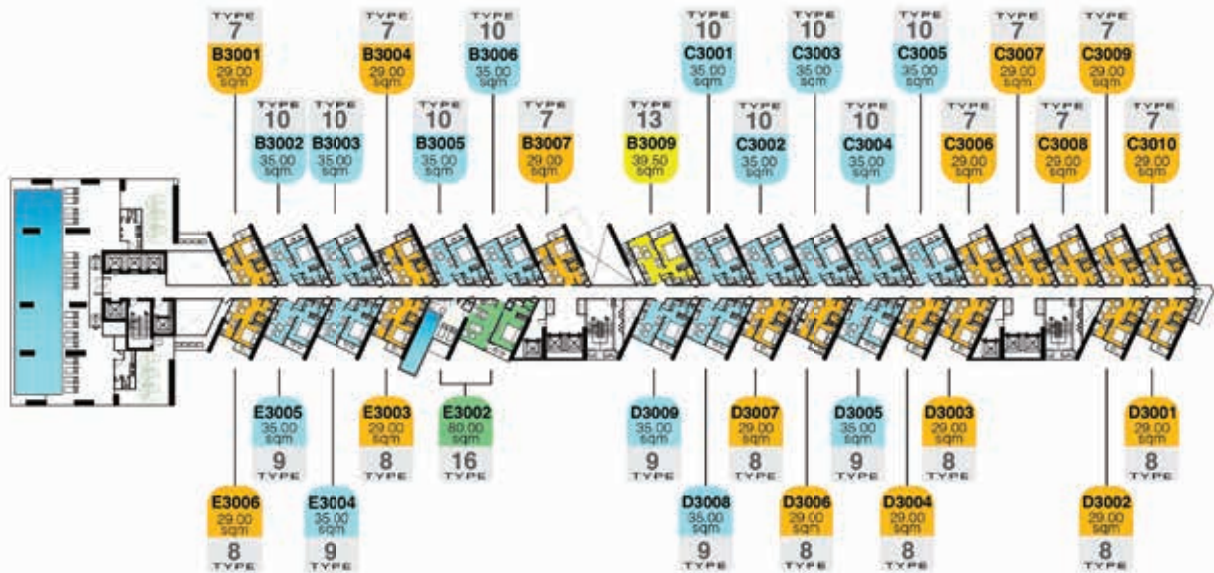 TYPE
7
B3001
29.00
sqm
TYPE
7
B3004
29.00
sqm
TYPE
10
B3006
35.00
sqm
TYPE
10
C3001
35.00
sqm
TYPE
10
C3003
35.00
sqm
TYPE
10
C3005
35.00
sqm
TYPE
7
C3007
29.00
sqm
TYPE
7
C3009
29.00
sqm
TYPE
10
B3002
35.00
sqm
TYPE
10
B3003
35.00
sqm
TYPE
10
B3005
35.00
sqm
TYPE
7
B3007
29.00
sqm
TYPE
13
B3009
39.50
sqm
TYPE
10
C3002
35.00
sqm
TYPE
10
C3004
35.00
sqm
TYPE
7
C3006
29.00
sqm
TYPE
7
C3008
29.00
sqm
TYPE
7
C3010
29.00
sqm
E3005
35.00
sqm
9
TYPE
E3003
29.00
sqm
8
TYPE
E3002
80.00
sqm
16
TYPE
D3009
35.00
sqm
9
TYPE
D3007
29.00
sqm
8
TYPE
D3005
35.00
sqm
9
TYPE
D3003
29.00
sqm
8
TYPE
D3001
29.00
sqm
8
TYPE
E3006
29.00
sqm
8
TYPE
E3004
35.00
sqm
9
TYPE
D3008
35.00
sqm
9
TYPE
D3006
29.00
sqm
8
TYPE
D3004
29.00
sqm
8
TYPE
D3002
29.00
sqm
8
TYPE